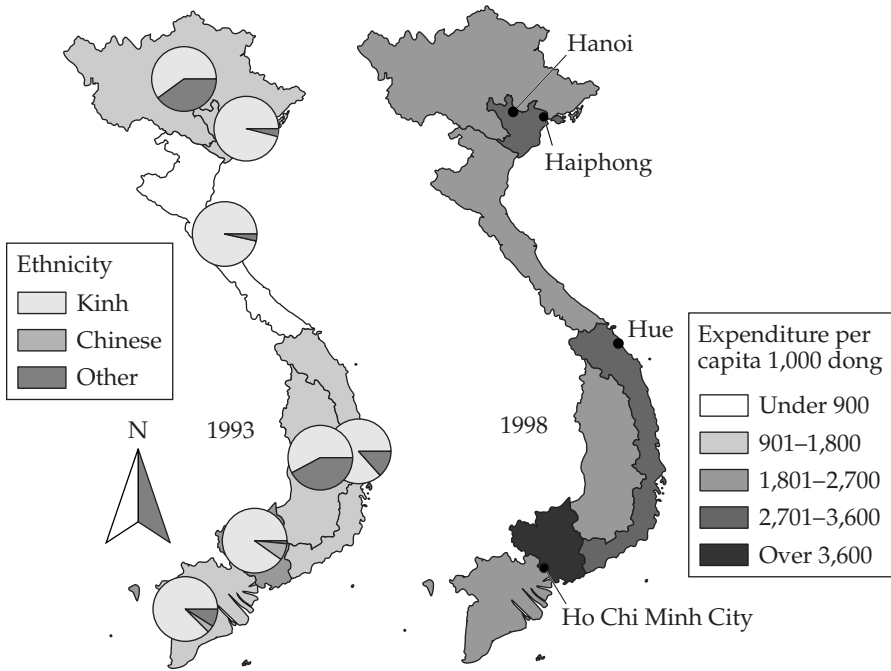 Hanoi
Haiphong
Ethnicity
Kinh
Chinese
Other
Hue
Expenditure per
capita 1,000 dong
Under 900
901–1,800
1,801–2,700
2,701–3,600
Over 3,600
N
1993
1998
Ho Chi Minh City